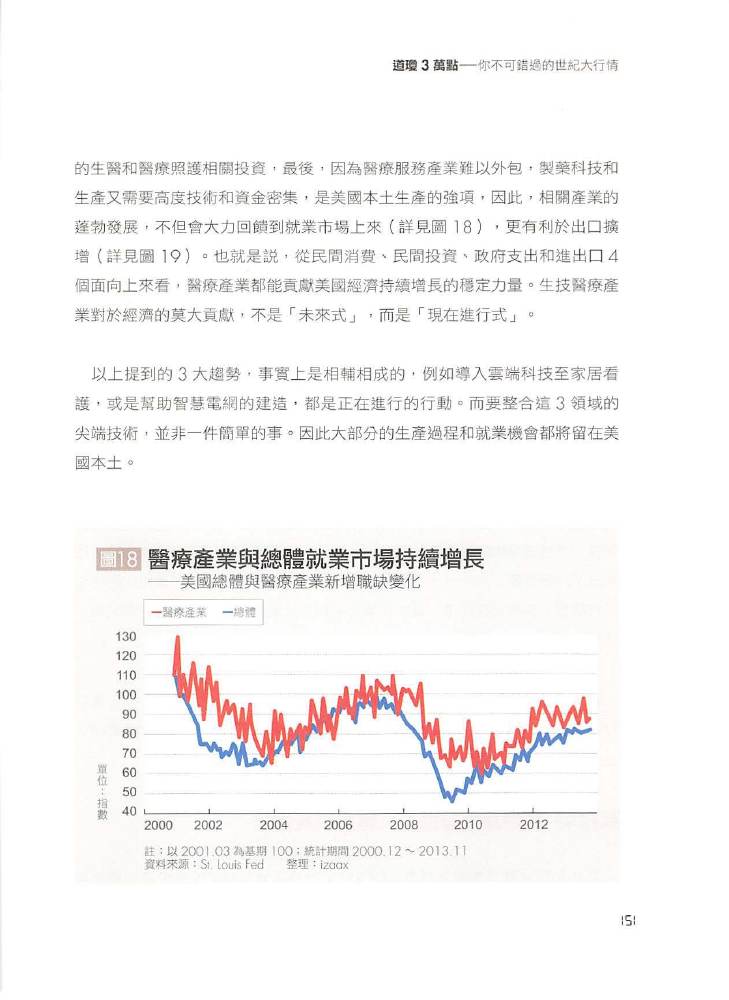 道瓊 3 萬點——你不可錯過的世紀大行情
的生醫和醫療照護相關投資，最後，因為醫療服務產業難以外包，製藥科技和
生產又需要高度技術和資金密集，是美國本土生產的強項，因此，相關產業的
蓬勃發展，不但會大力回饋到就業市場上來（詳見圖 18），更有利於出口擴
增（詳見圖 19）。也就是說，從民間消費、民間投資、政府支出和進出口 4
個面向上來看，醫療產業都能貢獻美國經濟持續增長的穩定力量。生技醫療產
業對於經濟的莫大貢獻，不是「未來式」，而是「現在進行式」。
以上提到的 3 大趨勢，事實上是相輔相成的，例如導入雲端科技至家居看
護，或是幫助智慧電網的建造，都是正在進行的行動。而要整合這 3 領域的
尖端技術，並非一件簡單的事。因此大部分的生產過程和就業機會都將留在美
國本土。
圖18 醫療產業與總體就業市場持續增長
——美國總體與醫療產業新增職缺變化
醫療產業 總體
130
120
110
100
90
80
70
60
50
40
單位：指數
2000 2002 2004 2006 2008 2010 2012
註：以 2001.03 為基期 100；統計期間 2000.12～2013.11
資料來源：St. Louis Fed 整理：izaax
151